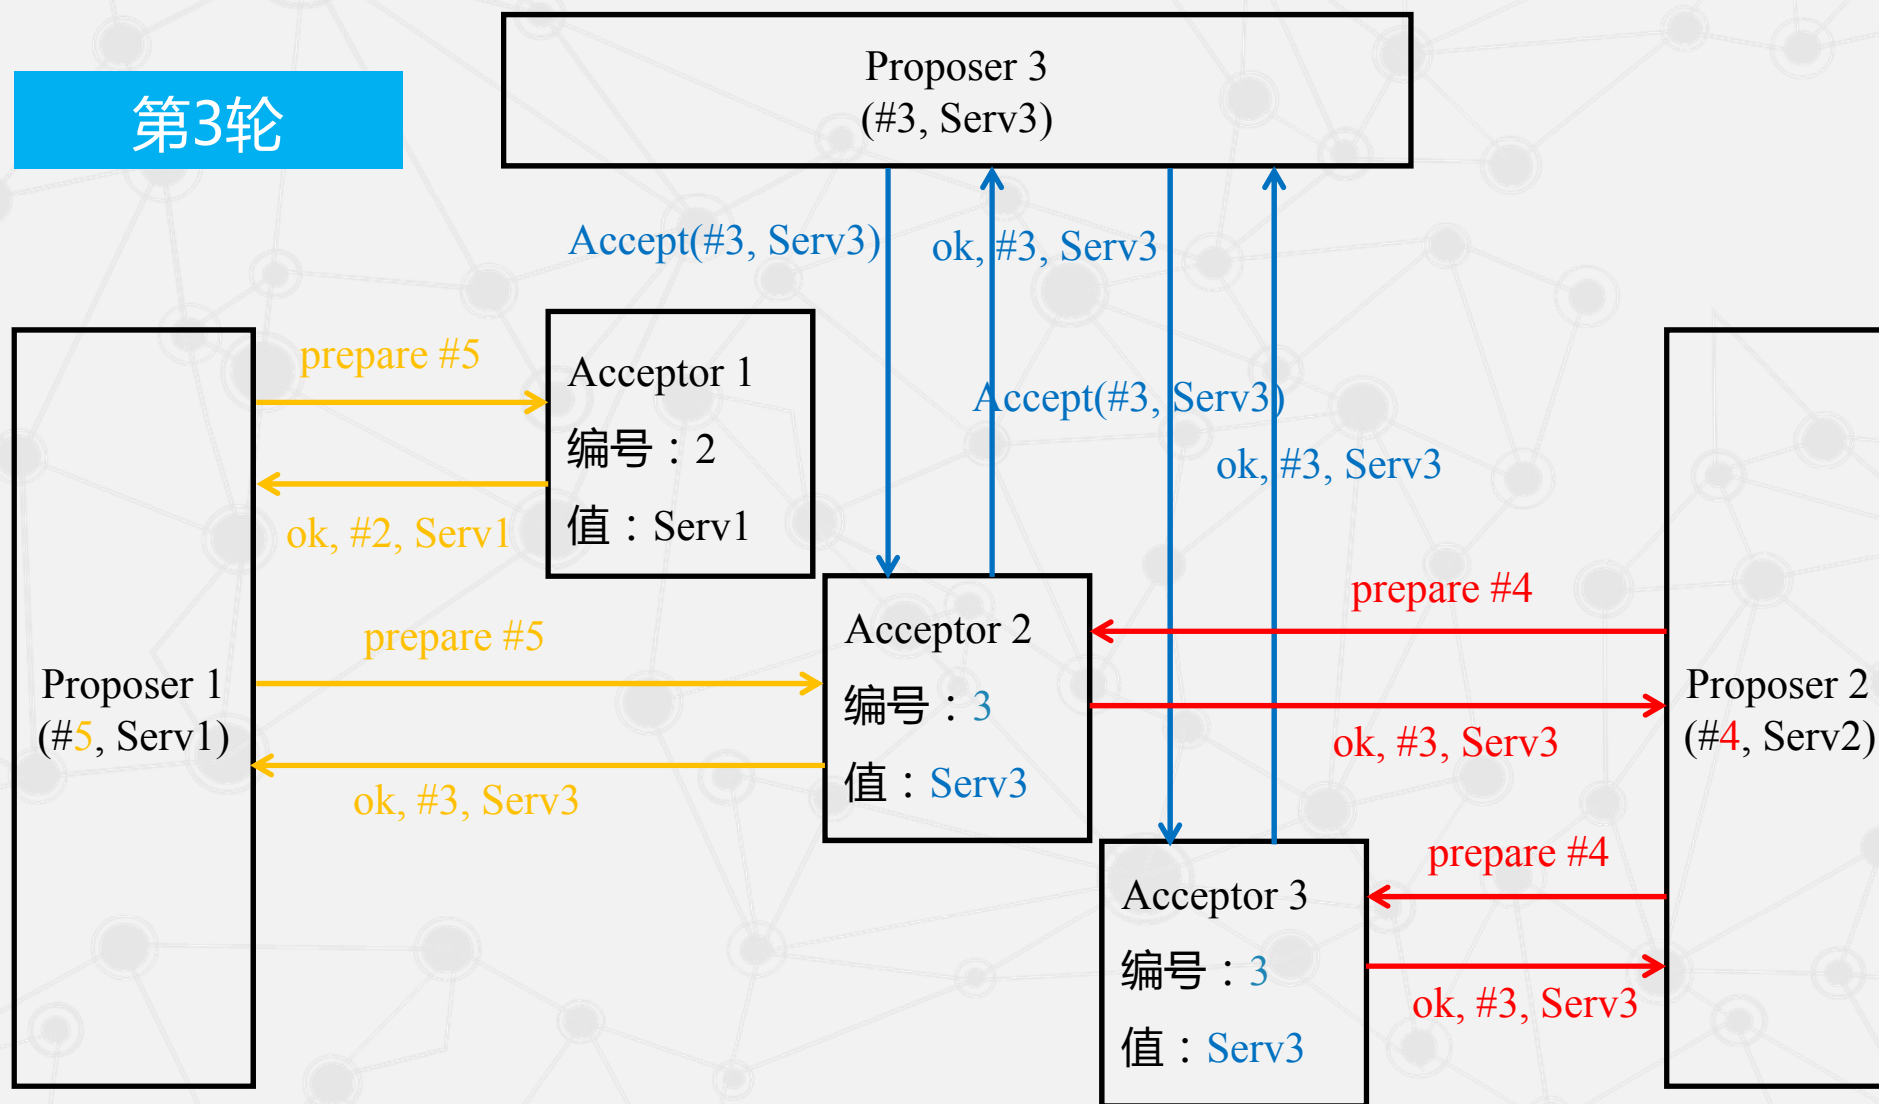 Proposer 3
(#3, Serv3)
第3轮
Accept(#3, Serv3)
ok, #3, Serv3
prepare #5
Acceptor 1
编号：2
值：Serv1
ok, #2, Serv1
Accept(#3, Serv3)
ok, #3, Serv3
prepare #5
Proposer 1
(#5, Serv1)
ok, #3, Serv3
Acceptor 2
编号：3
值：Serv3
prepare #4
ok, #3, Serv3
Proposer 2
(#4, Serv2)
prepare #4
Acceptor 3
编号：3
值：Serv3
ok, #3, Serv3